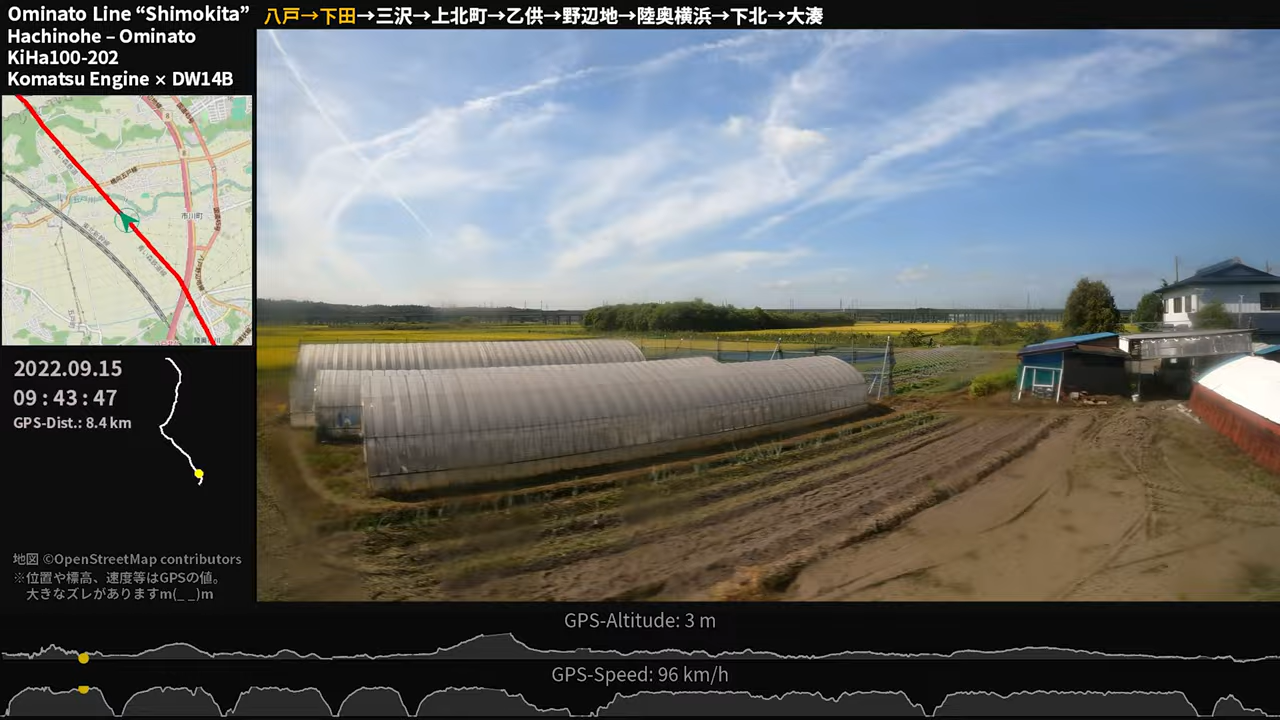 Ominato Line “Shimokita”
Hachinohe – Ominato
KiHa100-202
Komatsu Engine × DW14B
八戸→下田→三沢→上北町→乙供→野辺地→陸奥横浜→下北→大湊
市川町
2022.09.15
09:43:47
GPS-Dist.: 8.4 km
地図 ©OpenStreetMap contributors
※位置や標高、速度等はGPSの値。
大きなズレがありますm(_ _)m
GPS-Altitude: 3 m
GPS-Speed: 96 km/h